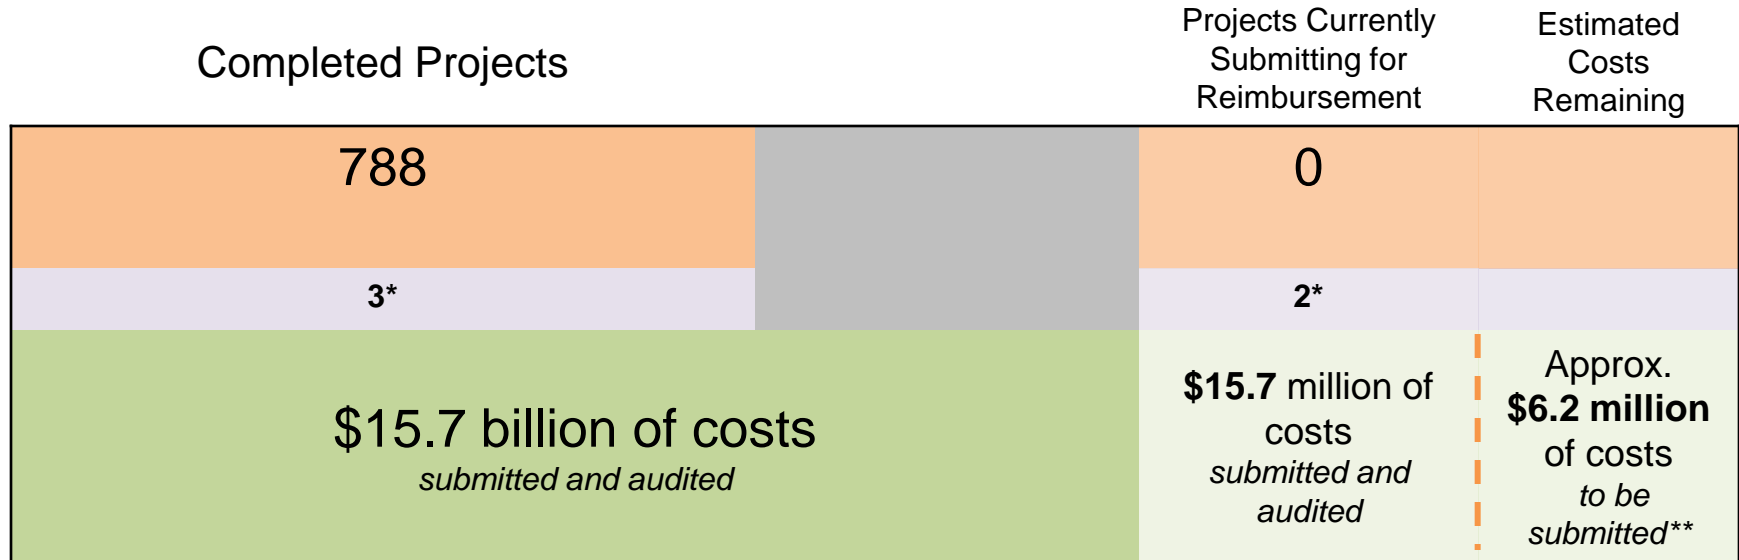 Completed Projects
Projects Currently
Submitting for
Reimbursement
Estimated
Costs
Remaining
788
0
3*
2*
$15.7 billion of costs
submitted and audited
$15.7 million of
costs
submitted and
audited
Approx.
$6.2 million
of costs
to be
submitted**